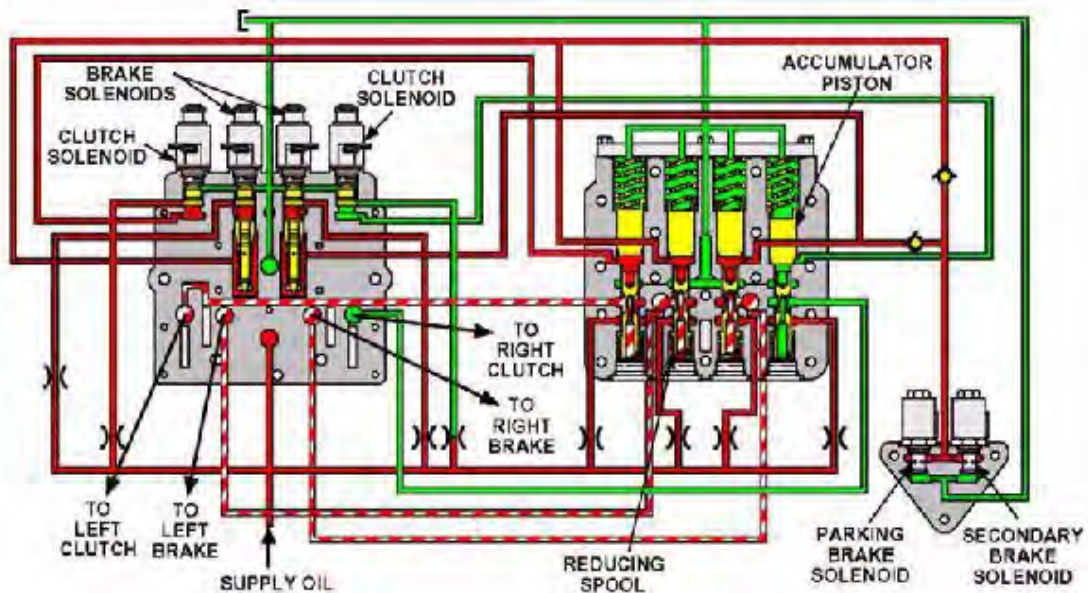 BRAKE
SOLENOIDS
CLUTCH
SOLENOID
ACCUMULATOR
PISTON
CLUTCH
SOLENOID
TO
RIGHT
CLUTCH
TO
RIGHT
BRAKE
TO
LEFT
CLUTCH
TO
LEFT
BRAKE
SUPPLY OIL
REDUCING
SPOOL
PARKING
BRAKE
SOLENOID
SECONDARY
BRAKE
SOLENOID